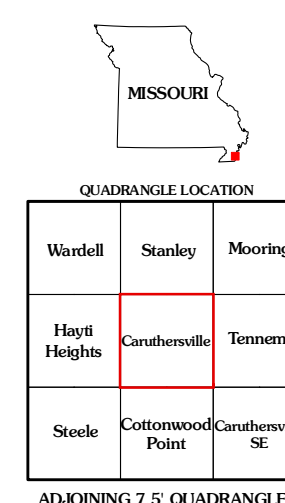 MISSOURI
QUADRANGLE LOCATION
Wardell Stanley Mooring
Hayti
Heights
Caruthersville
Tennem
Steele
Cottonwood
Point
Caruthersv
SE
ADJOINING 7.5' QUADRANGLE